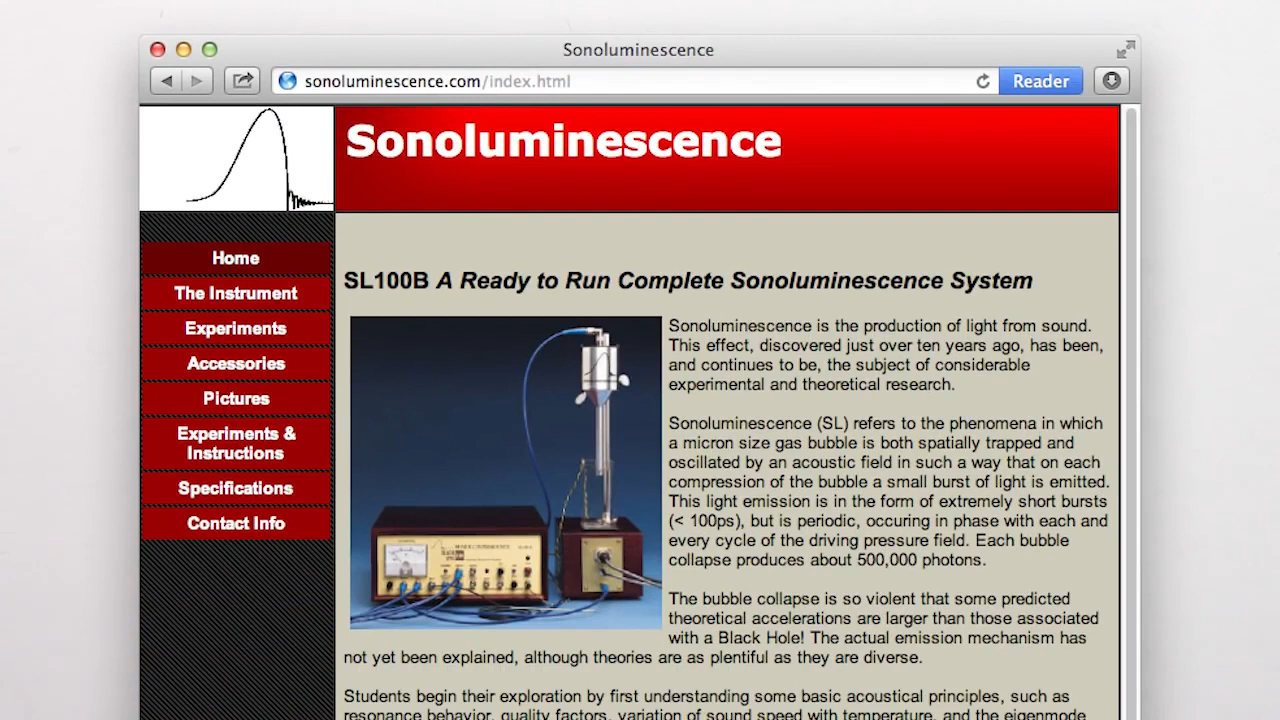 Sonoluminescence
sonoluminescence.com/index.html
Reader
Sonoluminescence
Home
The Instrument
Experiments
Accessories
Pictures
Experiments &
Instructions
Specifications
Contact Info
SL100B A Ready to Run Complete Sonoluminescence System
Sonoluminescence is the production of light from sound.
This effect, discovered just over ten years ago, has been,
and continues to be, the subject of considerable
experimental and theoretical research.
Sonoluminescence (SL) refers to the phenomena in which
a micron size gas bubble is both spatially trapped and
oscillated by an acoustic field in such a way that on each
compression of the bubble a small burst of light is emitted.
This light emission is in the form of extremely short bursts
(< 100ps), but is periodic, occuring in phase with each and
every cycle of the driving pressure field. Each bubble
collapse produces about 500,000 photons.
The bubble collapse is so violent that some predicted
theoretical accelerations are larger than those associated
with a Black Hole! The actual emission mechanism has
not yet been explained, although theories are as plentiful as they are diverse.
Students begin their exploration by first understanding some basic acoustical principles, such as
resonance behavior, quality factors, variation of sound speed with temperature, and the eigenmode